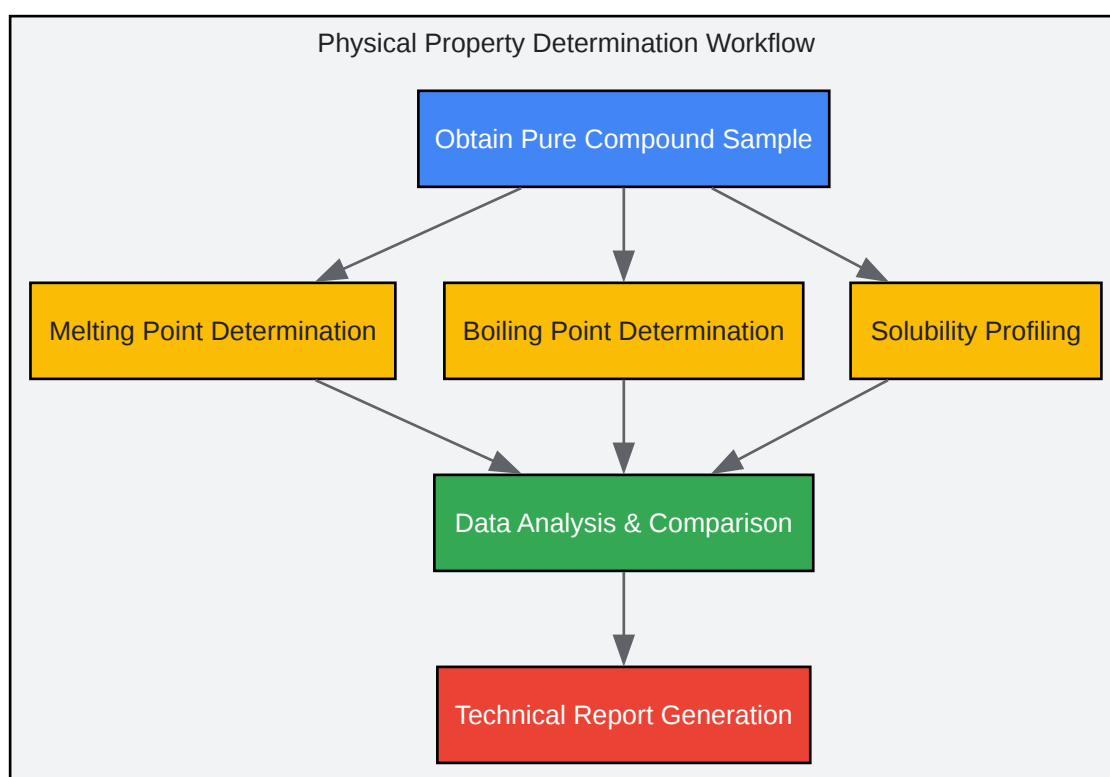 Physical Property Determination Workflow
Obtain Pure Compound Sample
Melting Point Determination
Boiling Point Determination
Solubility Profiling
Data Analysis & Comparison
Technical Report Generation